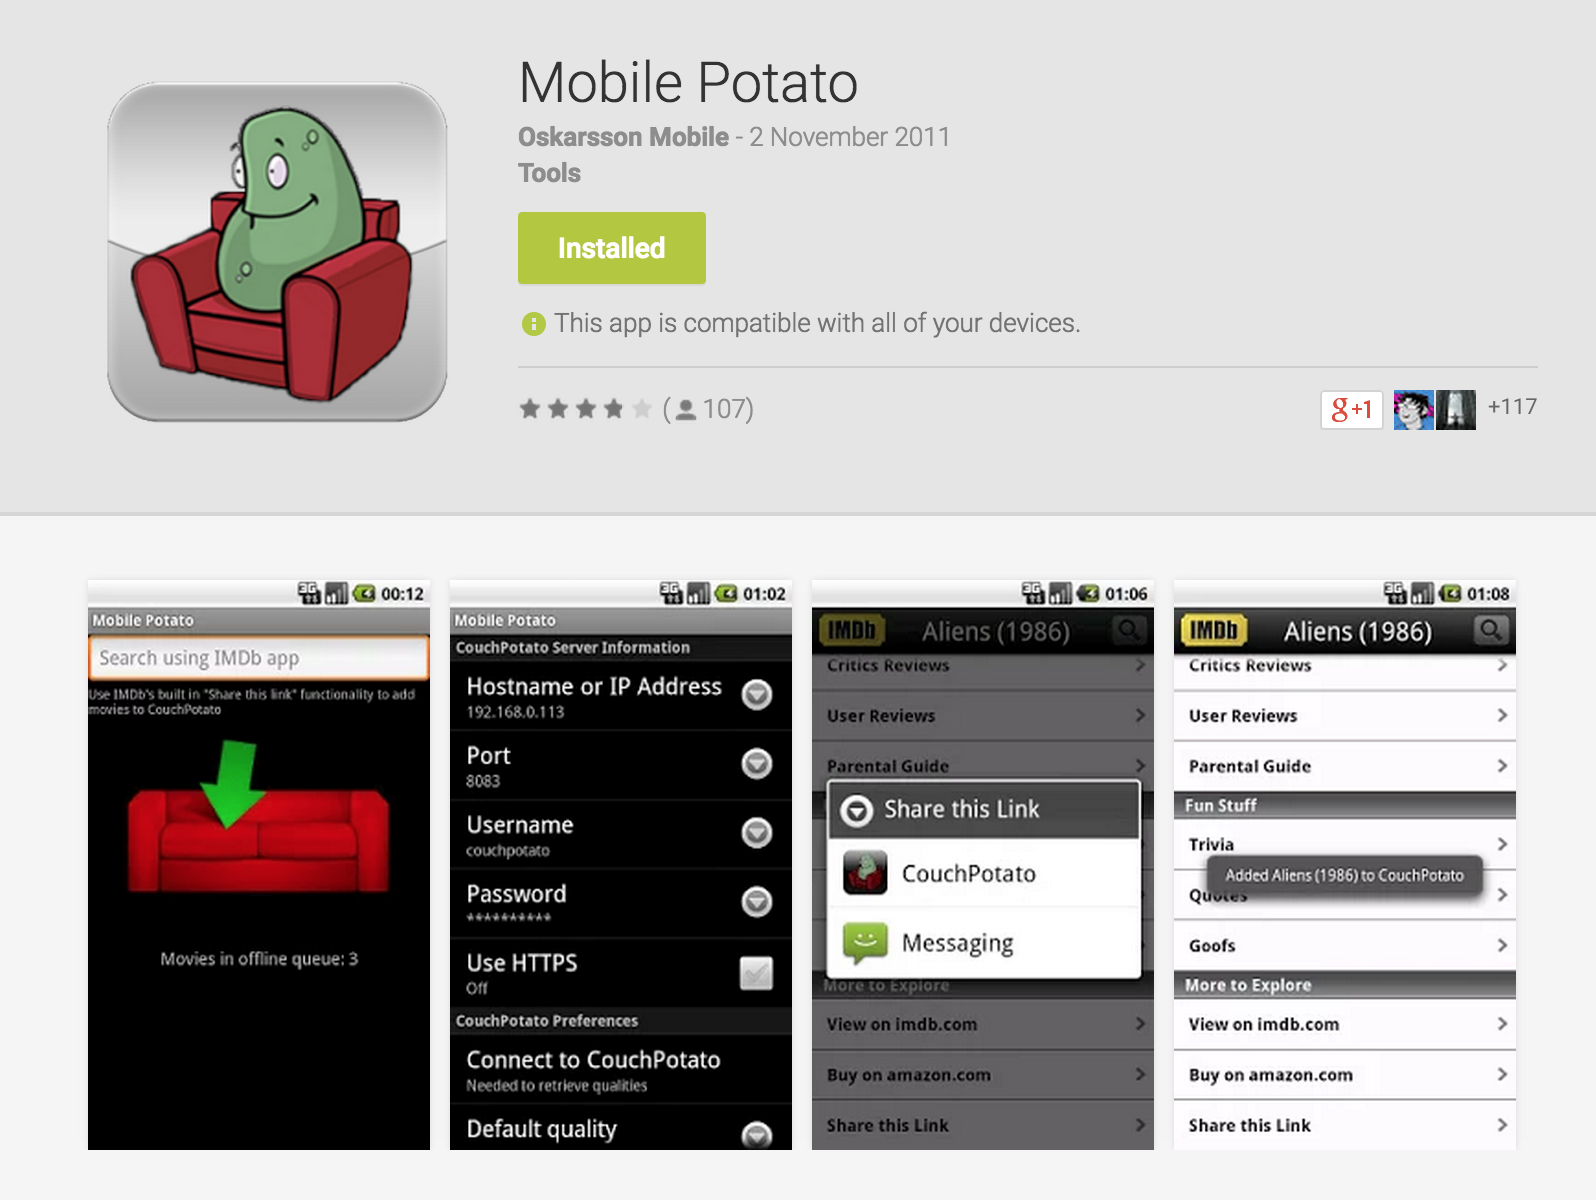 Mobile Potato
Oskarsson Mobile - 2 November 2011
Tools
Installed
This app is compatible with all of your devices.
(107)
g+1
+117
3G 00:12
Mobile Potato
Search using IMDb app
Use IMDb's built in "Share this link" functionality to add
movies to CouchPotato
Movies in offline queue: 3
3G 01:02
Mobile Potato
CouchPotato Server Information
Hostname or IP Address
192.168.0.113
Port
8083
Username
couchpotato
Password
**********
Use HTTPS
Off
CouchPotato Preferences
Connect to CouchPotato
Needed to retrieve qualities
Default quality
3G 01:06
IMDb Aliens (1986)
Critics Reviews
User Reviews
Parental Guide
Share this Link
CouchPotato
Messaging
More to Explore
View on imdb.com
Buy on amazon.com
Share this Link
3G 01:08
IMDb Aliens (1986)
Critics Reviews
User Reviews
Parental Guide
Fun Stuff
Trivia
Added Aliens (1986) to CouchPotato
Quotes
Goofs
More to Explore
View on imdb.com
Buy on amazon.com
Share this Link